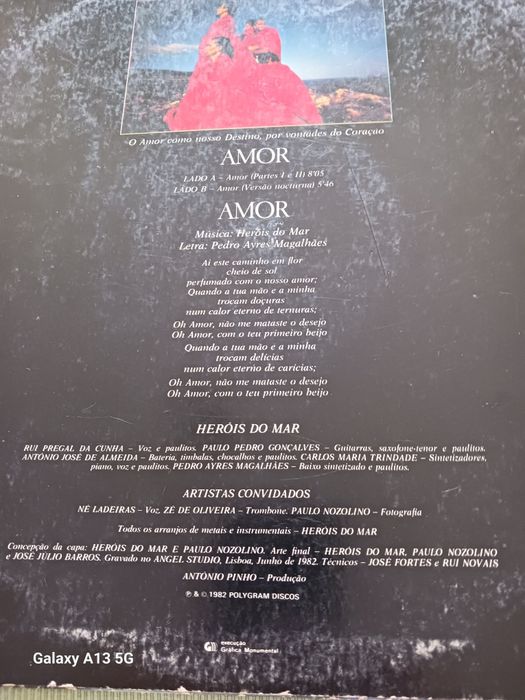 O Amor como nosso Destino, por vontades do Coração
AMOR
LADO A – Amor (Partes I e II) 8'05
LADO B – Amor (Versão nocturna) 5'46
AMOR
Música: Heróis do Mar
Letra: Pedro Ayres Magalhães
Ai este caminho em flor
cheio de sol
perfumado com o nosso amor;
Quando a tua mão e a minha
trocam doçuras
num calor eterno de ternuras;
Oh Amor, não me mataste o desejo
Oh Amor, com o teu primeiro beijo
Quando a tua mão e a minha
trocam delícias
num calor eterno de carícias;
Oh Amor, não me mataste o desejo
Oh Amor, com o teu primeiro beijo
HERÓIS DO MAR
RUI PREGAL DA CUNHA – Voz e paulitos. PAULO PEDRO GONÇALVES – Guitarras, saxofone-tenor e paulitos.
ANTÓNIO JOSÉ DE ALMEIDA – Bateria, timbalas, chocalhos e paulitos. CARLOS MARIA TRINDADE – Sintetizadores,
piano, voz e paulitos. PEDRO AYRES MAGALHÃES – Baixo sintetizado e paulitos.
ARTISTAS CONVIDADOS
NÉ LADEIRAS – Voz. ZÉ DE OLIVEIRA – Trombone. PAULO NOZOLINO – Fotografia
Todos os arranjos de metais e instrumentais – HERÓIS DO MAR
Concepção da capa: HERÓIS DO MAR E PAULO NOZOLINO. Arte final – HERÓIS DO MAR, PAULO NOZOLINO
e JOSÉ JÚLIO BARROS. Gravado no ANGEL STUDIO, Lisboa, Junho de 1982. Técnicos – JOSÉ FORTES e RUI NOVAIS
ANTÓNIO PINHO – Produção
℗ & © 1982 POLYGRAM DISCOS
execução
Gráfica Monumental
Galaxy A13 5G